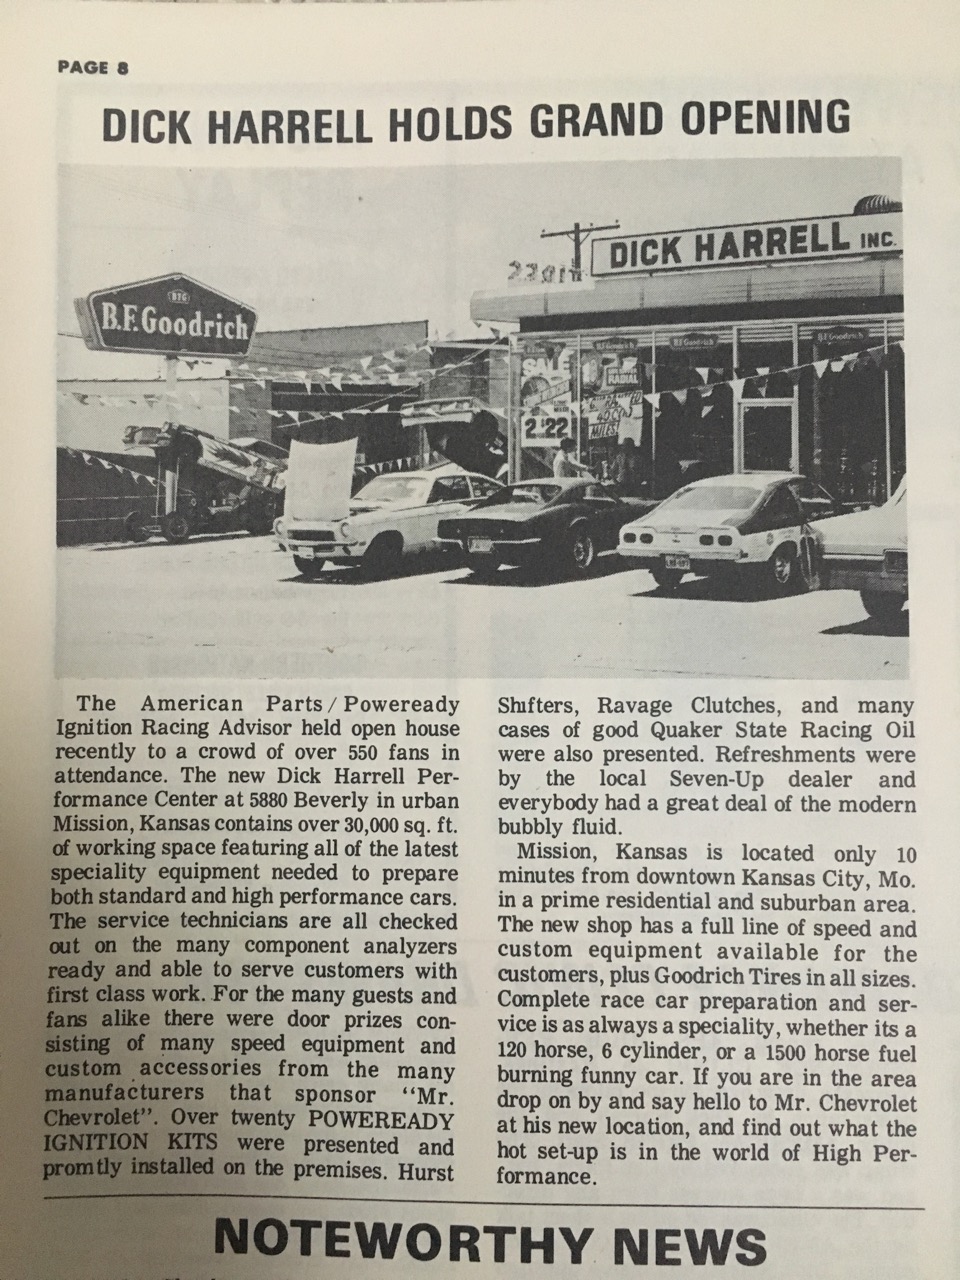 PAGE 8
DICK HARRELL HOLDS GRAND OPENING
DICK HARRELL INC.
BFG
B.F.Goodrich
B.F.Goodrich
B.F.Goodrich
B.F.Goodrich
SALE
RADIAL
2 22
40,000
MILES!
The American Parts/Poweready
Ignition Racing Advisor held open house
recently to a crowd of over 550 fans in
attendance. The new Dick Harrell Per-
formance Center at 5880 Beverly in urban
Mission, Kansas contains over 30,000 sq. ft.
of working space featuring all of the latest
speciality equipment needed to prepare
both standard and high performance cars.
The service technicians are all checked
out on the many component analyzers
ready and able to serve customers with
first class work. For the many guests and
fans alike there were door prizes con-
sisting of many speed equipment and
custom accessories from the many
manufacturers that sponsor "Mr.
Chevrolet". Over twenty POWEREADY
IGNITION KITS were presented and
promtly installed on the premises. Hurst
Shifters, Ravage Clutches, and many
cases of good Quaker State Racing Oil
were also presented. Refreshments were
by the local Seven-Up dealer and
everybody had a great deal of the modern
bubbly fluid.
Mission, Kansas is located only 10
minutes from downtown Kansas City, Mo.
in a prime residential and suburban area.
The new shop has a full line of speed and
custom equipment available for the
customers, plus Goodrich Tires in all sizes.
Complete race car preparation and ser-
vice is as always a speciality, whether its a
120 horse, 6 cylinder, or a 1500 horse fuel
burning funny car. If you are in the area
drop on by and say hello to Mr. Chevrolet
at his new location, and find out what the
hot set-up is in the world of High Per-
formance.
NOTEWORTHY NEWS